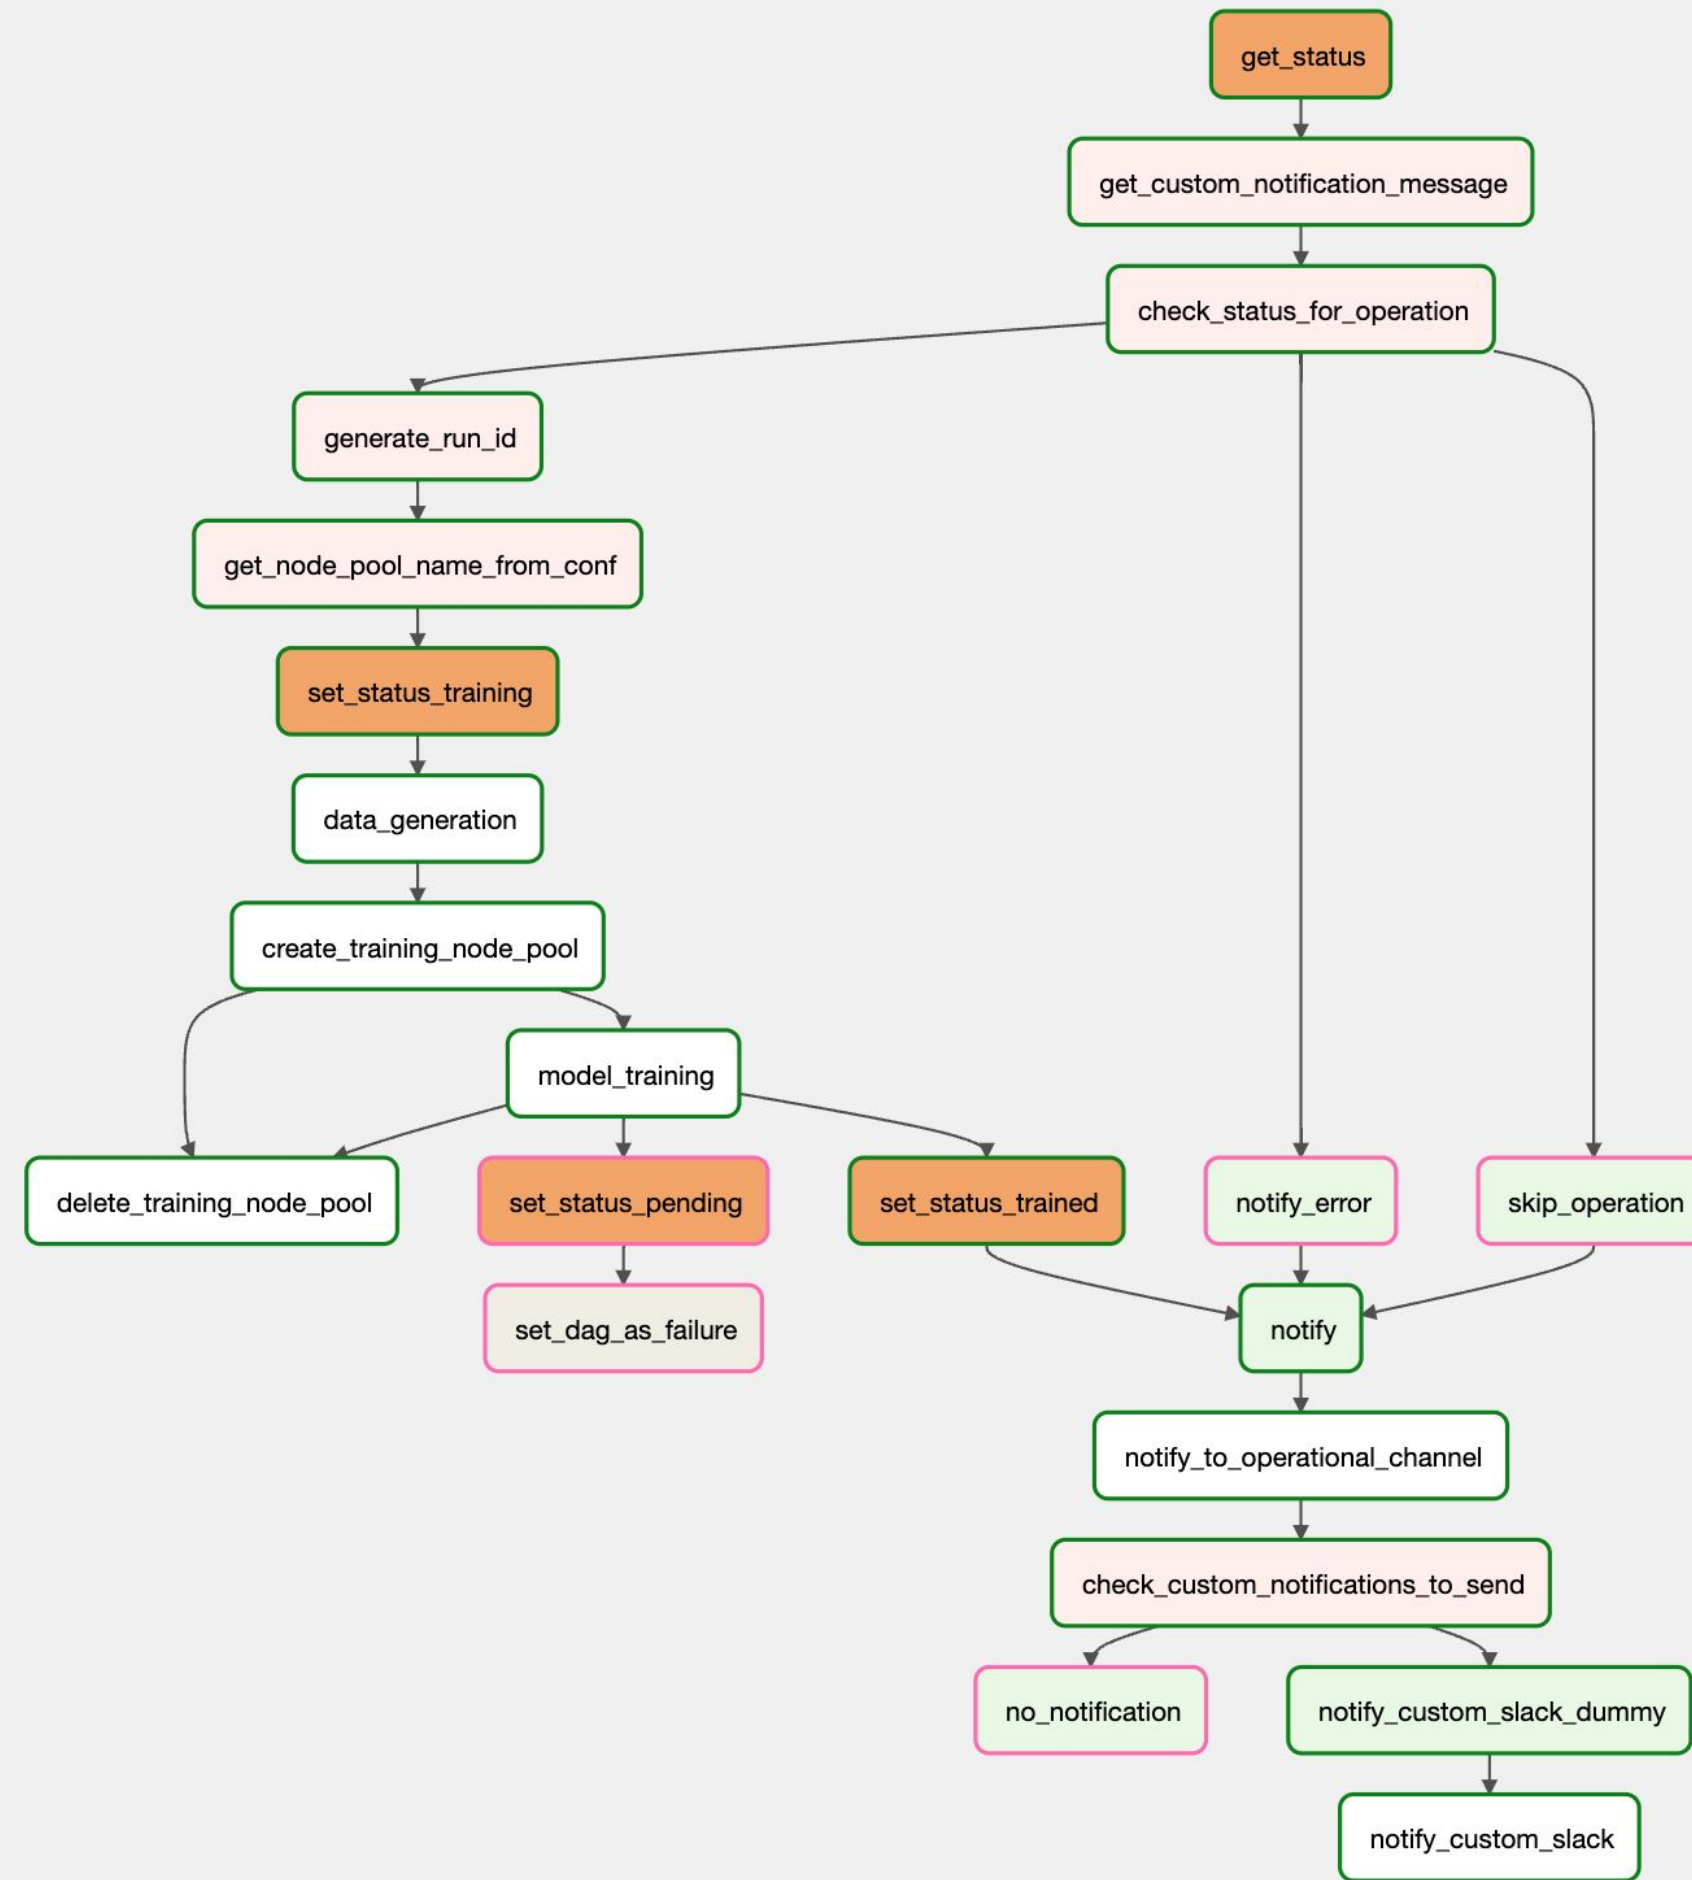 get_status
get_custom_notification_message
check_status_for_operation
generate_run_id
get_node_pool_name_from_conf
set_status_training
data_generation
create_training_node_pool
model_training
delete_training_node_pool
set_status_pending
set_status_trained
notify_error
skip_operation
set_dag_as_failure
notify
notify_to_operational_channel
check_custom_notifications_to_send
no_notification
notify_custom_slack_dummy
notify_custom_slack